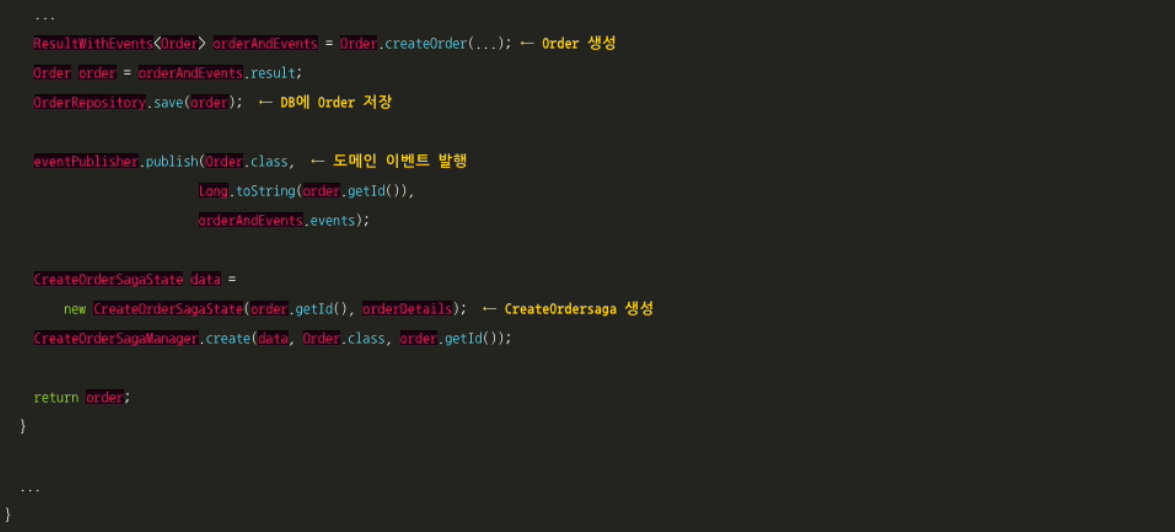 ...
ResultWithEvents<Order> orderAndEvents = Order.createOrder(...); ← Order 생성
Order order = orderAndEvents.result;
OrderRepository.save(order); ← DB에 Order 저장
eventPublisher.publish(Order.class, ← 도메인 이벤트 발행
Long.toString(order.getId()),
orderAndEvents.events);
CreateOrderSagaState data =
new CreateOrderSagaState(order.getId(), orderDetails); ← CreateOrdersaga 생성
CreateOrderSagaManager.create(data, Order.class, order.getId());
return order;
}
...
}